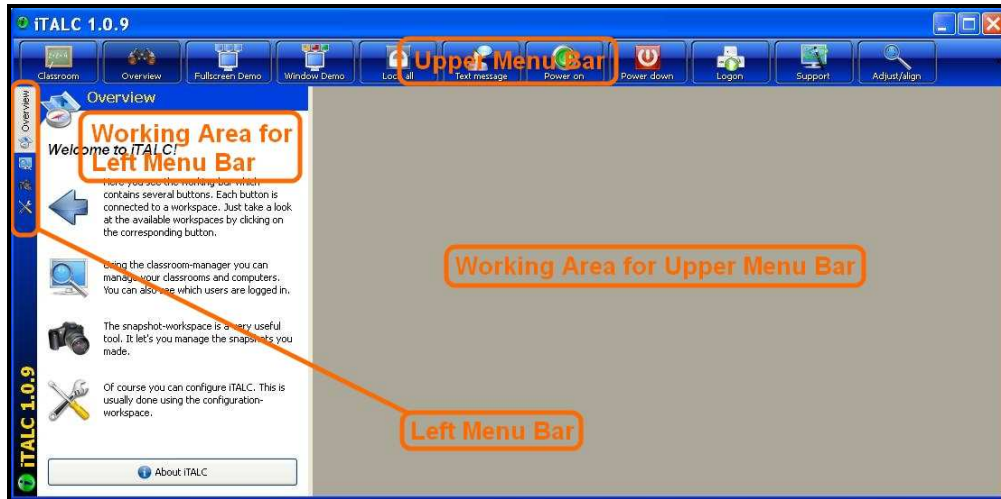 iTALC 1.0.9
Classroom
Overview
Fullscreen Demo
Window Demo
Lock all
Text message
Power on
Power down
Logon
Support
Adjust/align
Upper Menu Bar
Overview
Overview
Working Area for
Left Menu Bar
Welcome to iTALC!
Here you see the working bar which
contains several buttons. Each button is
connected to a workspace. Just take a look
at the available workspaces by clicking on
the corresponding button.
Using the classroom-manager you can
manage your classrooms and computers.
You can also see which users are logged in.
The snapshot-workspace is a very useful
tool. It let's you manage the snapshots you
made.
Of course you can configure iTALC. This is
usually done using the configuration-
workspace.
About iTALC
iTALC 1.0.9
Working Area for Upper Menu Bar
Left Menu Bar